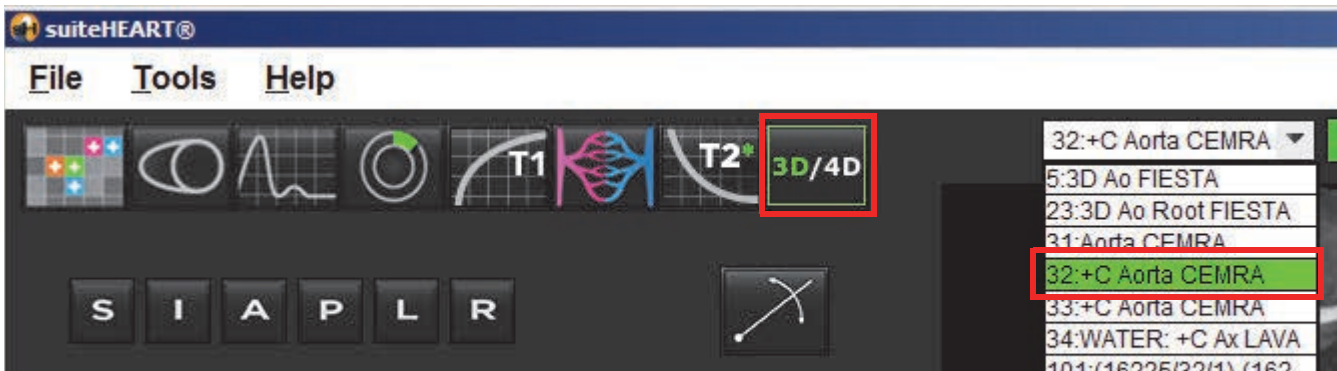 suiteHEART®
File Tools Help
T1 T2* 3D/4D
32:+C Aorta CEMRA
5:3D Ao FIESTA
23:3D Ao Root FIESTA
31:Aorta CEMRA
32:+C Aorta CEMRA
33:+C Aorta CEMRA
34:WATER: +C Ax LAVA
S I A P L R